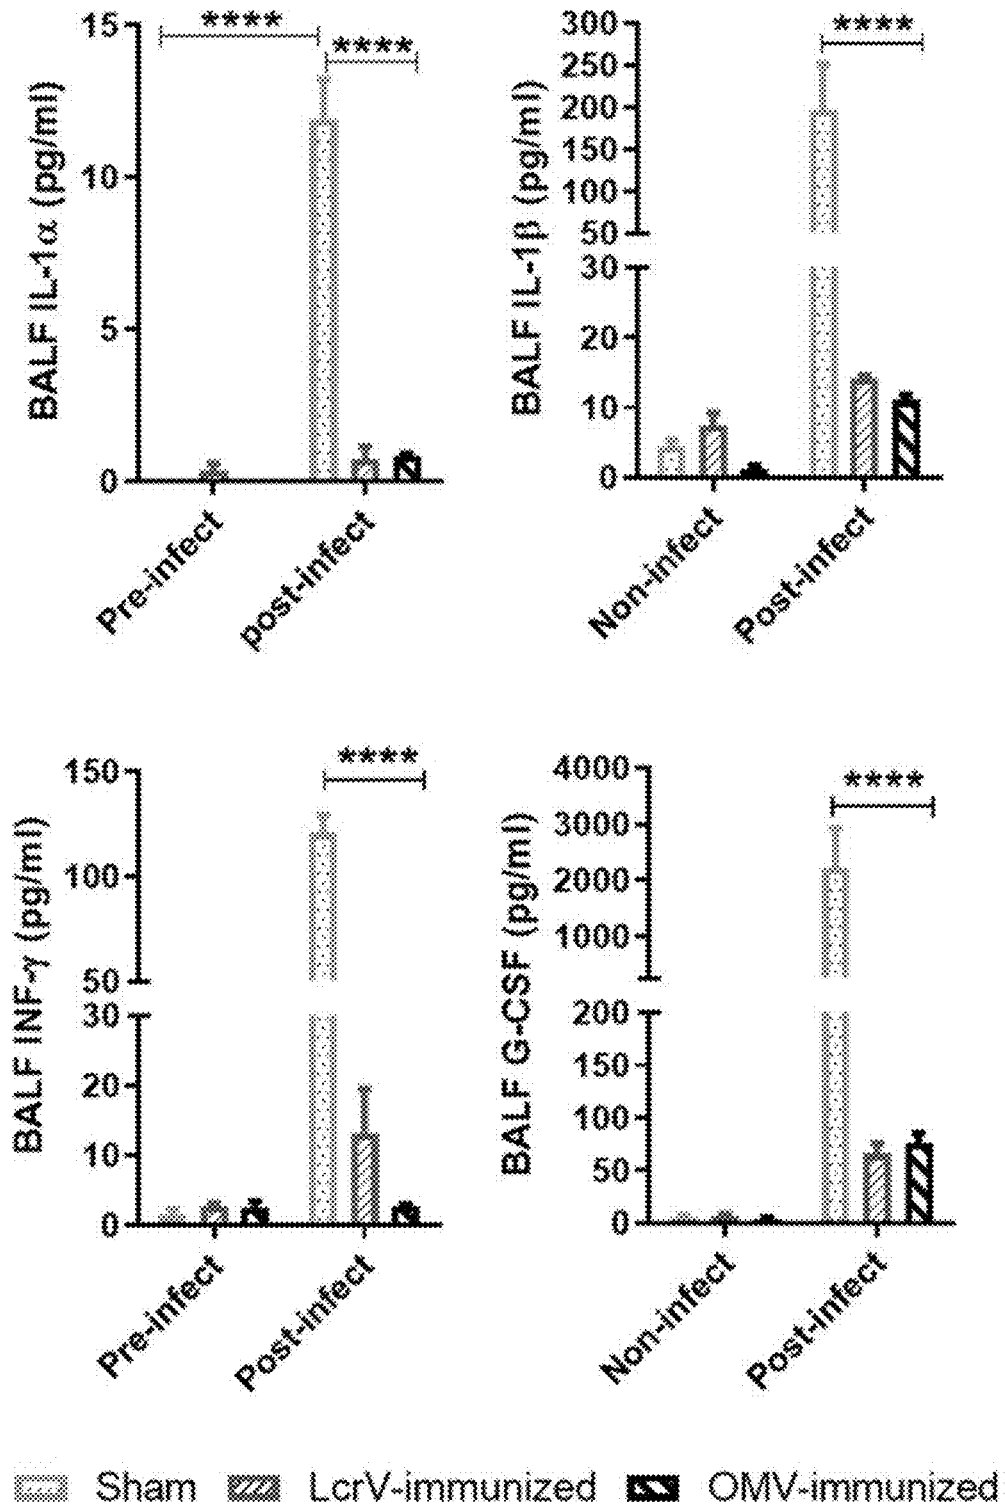 BALF IL-1α (pg/ml)
15
10
5
0
****
****
Pre-infect
post-infect
BALF IL-1β (pg/ml)
300
250
200
150
100
50
30
20
10
0
****
Non-infect
Post-infect
BALF INF-γ (pg/ml)
150
100
50
30
20
10
0
****
Pre-infect
Post-infect
BALF G-CSF (pg/ml)
4000
3000
2000
1000
200
150
100
50
0
****
Non-infect
Post-infect
Sham LcrV-immunized OMV-immunized